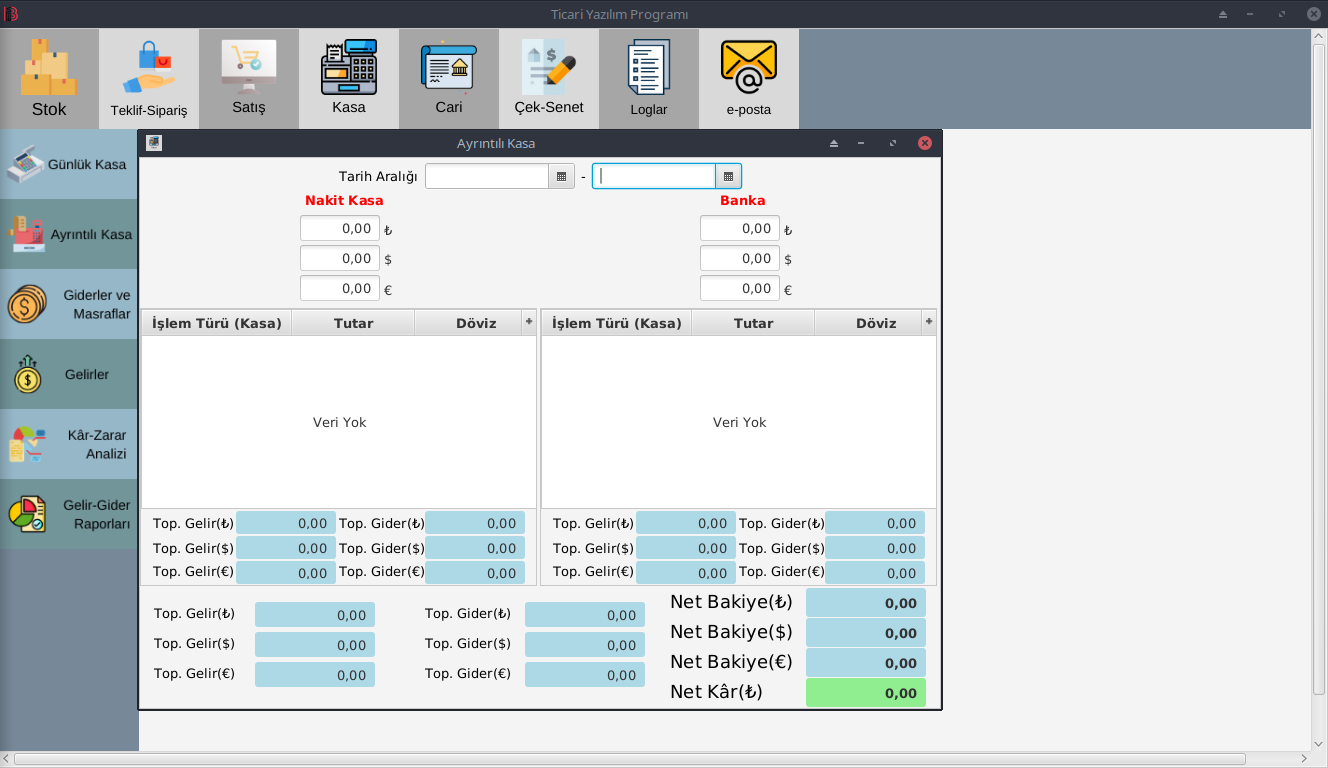 Ticari Yazılım Programı
Stok
Teklif-Sipariş
Satış
Kasa
Cari
Çek-Senet
Loglar
e-posta
Günlük Kasa
Ayrıntılı Kasa
Giderler ve
Masraflar
Gelirler
Kâr-Zarar
Analizi
Gelir-Gider
Raporları
Ayrıntılı Kasa
Tarih Aralığı -
Nakit Kasa Banka
0,00 ₺ 0,00 ₺
0,00 $ 0,00 $
0,00 € 0,00 €
İşlem Türü (Kasa) Tutar Döviz + İşlem Türü (Kasa) Tutar Döviz +
Veri Yok Veri Yok
Top. Gelir(₺) 0,00 Top. Gider(₺) 0,00 Top. Gelir(₺) 0,00 Top. Gider(₺) 0,00
Top. Gelir($) 0,00 Top. Gider($) 0,00 Top. Gelir($) 0,00 Top. Gider($) 0,00
Top. Gelir(€) 0,00 Top. Gider(€) 0,00 Top. Gelir(€) 0,00 Top. Gider(€) 0,00
Top. Gelir(₺) 0,00 Top. Gider(₺) 0,00 Net Bakiye(₺) 0,00
Top. Gelir($) 0,00 Top. Gider($) 0,00 Net Bakiye($) 0,00
Top. Gelir(€) 0,00 Top. Gider(€) 0,00 Net Bakiye(€) 0,00
Net Kâr(₺) 0,00